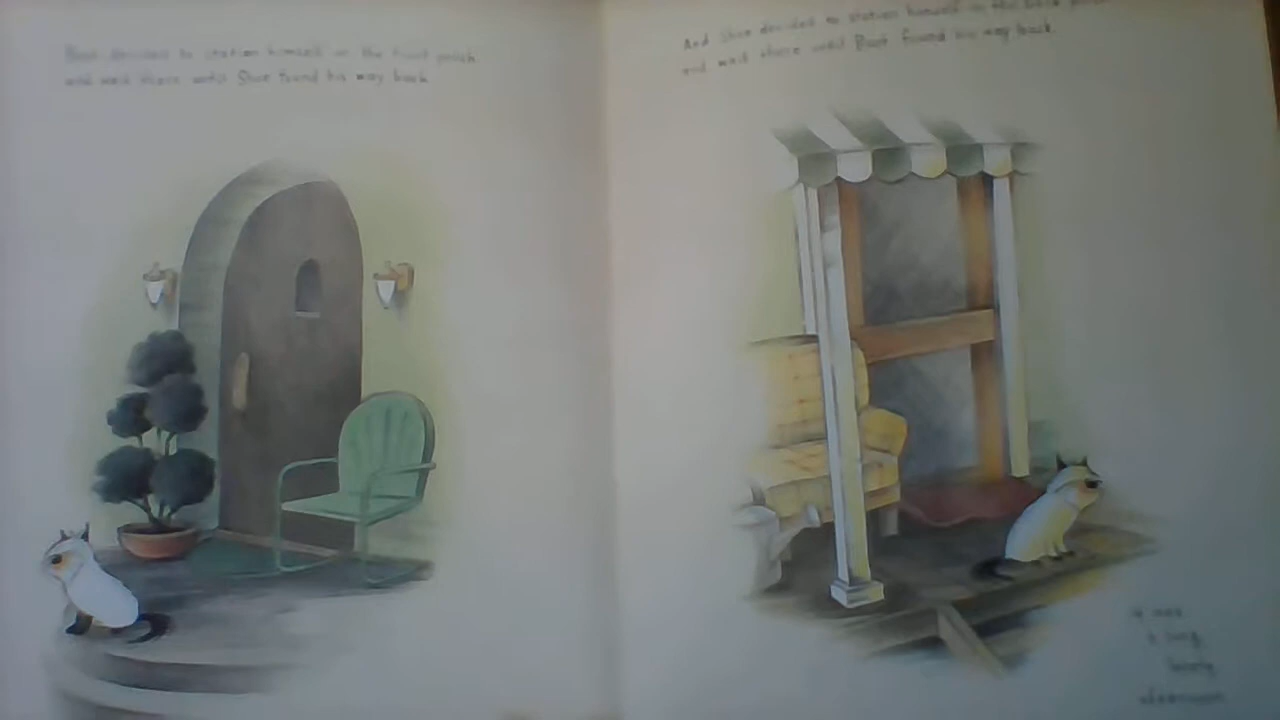 Boot decided to station himself on the front porch
and wait there until Shoe found his way back.
And Shoe decided to station himself on the back porch
and wait there until Boot found his way back.
It was
a long,
lonely
afternoon